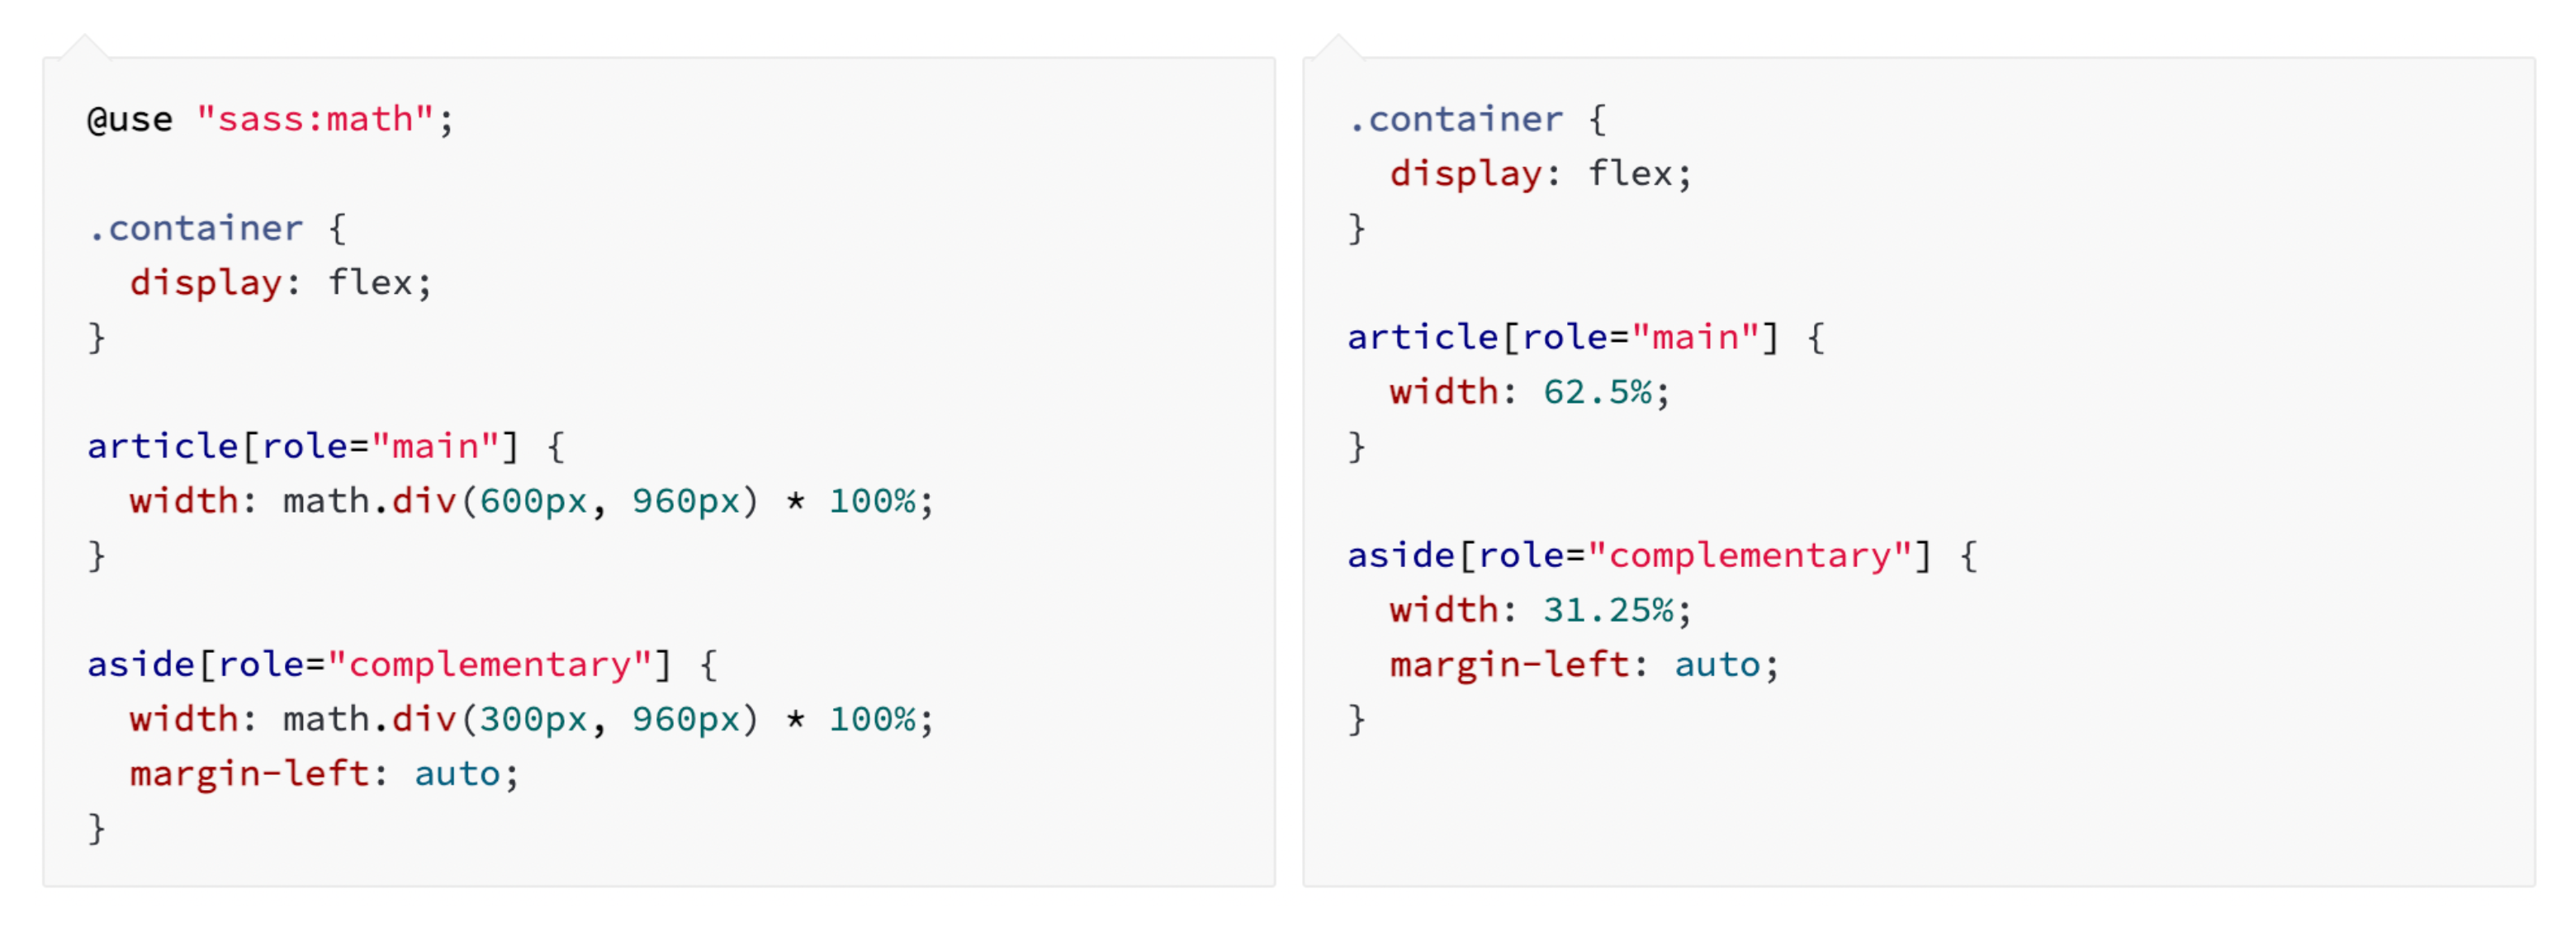 @use "sass:math";
.container {
  display: flex;
}
article[role="main"] {
  width: math.div(600px, 960px) * 100%;
}
aside[role="complementary"] {
  width: math.div(300px, 960px) * 100%;
  margin-left: auto;
}
.container {
  display: flex;
}
article[role="main"] {
  width: 62.5%;
}
aside[role="complementary"] {
  width: 31.25%;
  margin-left: auto;
}